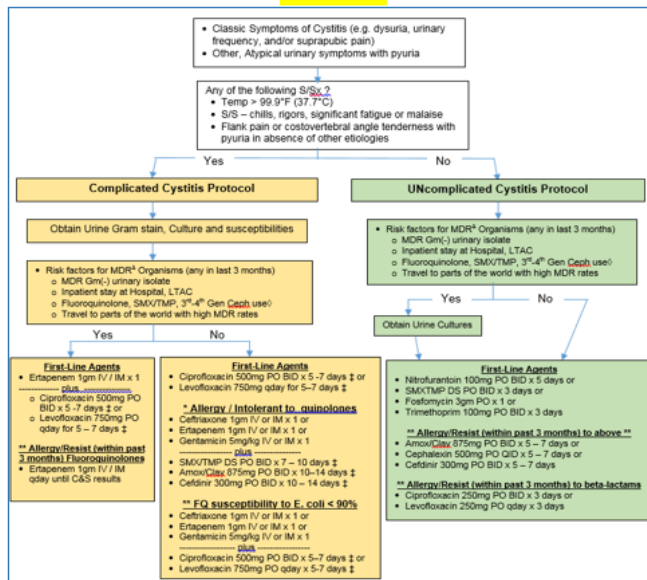 • Classic Symptoms of Cystitis (e.g. dysuria, urinary
frequency, and/or suprapubic pain)
• Other, Atypical urinary symptoms with pyuria
Any of the following S/Sx ?
• Temp > 99.9°F (37.7°C)
• S/S – chills, rigors, significant fatigue or malaise
• Flank pain or costovertebral angle tenderness with
pyuria in absence of other etiologies
Yes
No
Complicated Cystitis Protocol
Obtain Urine Gram stain, Culture and susceptibilities
• Risk factors for MDR Organisms (any in last 3 months)
o MDR Gm(-) urinary isolate
o Inpatient stay at Hospital, LTAC
o Fluoroquinolone, SMX/TMP, 3rd-4th Gen Ceph use◊
o Travel to parts of the world with high MDR rates
Yes
No
First-Line Agents
• Ertapenem 1gm IV / IM x 1
-------------- plus --------------
o Ciprofloxacin 500mg PO
BID x 5 -7 days ‡ or
o Levofloxacin 750mg PO
qday for 5 – 7 days ‡
** Allergy/Resist (within past
3 months) Fluoroquinolones
• Ertapenem 1gm IV / IM
qday until C&S results
First-Line Agents
• Ciprofloxacin 500mg PO BID x 5 -7 days ‡ or
• Levofloxacin 750mg qday for 5–7 days ‡
* Allergy / Intolerant to quinolones
• Ceftriaxone 1gm IV or IM x 1 or
• Ertapenem 1gm IV or IM x 1 or
• Gentamicin 5mg/kg IV or IM x 1
------------------ plus ------------------
• SMX/TMP DS PO BID x 7 – 10 days ‡ or
• Amox/Clav 875mg PO BID x 10–14 days ‡ or
• Cefdinir 300mg PO BID x 10 – 14 days ‡
** FQ susceptibility to E. coli < 90%
• Ceftriaxone 1gm IV or IM x 1 or
• Ertapenem 1gm IV or IM x 1 or
• Gentamicin 5mg/kg IV or IM x 1
------------------ plus ------------------
• Ciprofloxacin 500mg PO BID x 5–7 days ‡ or
• Levofloxacin 750mg PO qday x 5-7 days ‡
UNcomplicated Cystitis Protocol
• Risk factors for MDR Organisms (any in last 3 months)
o MDR Gm(-) urinary isolate
o Inpatient stay at Hospital, LTAC
o Fluoroquinolone, SMX/TMP, 3rd-4th Gen Ceph use◊
o Travel to parts of the world with high MDR rates
Yes
No
Obtain Urine Cultures
First-Line Agents
• Nitrofurantoin 100mg PO BID x 5 days or
• SMX/TMP DS PO BID x 3 days or
• Fosfomycin 3gm PO x 1 or
• Trimethoprim 100mg PO BID x 3 days
** Allergy/Resist (within past 3 months) to above **
• Amox/Clav 875mg PO BID x 5 – 7 days or
• Cephalexin 500mg PO QID x 5 – 7 days or
• Cefdinir 300mg PO BID x 5 – 7 days
** Allergy/Resist (within past 3 months) to beta-lactams
• Ciprofloxacin 250mg PO BID x 3 days or
• Levofloxacin 250mg PO qday x 3 days